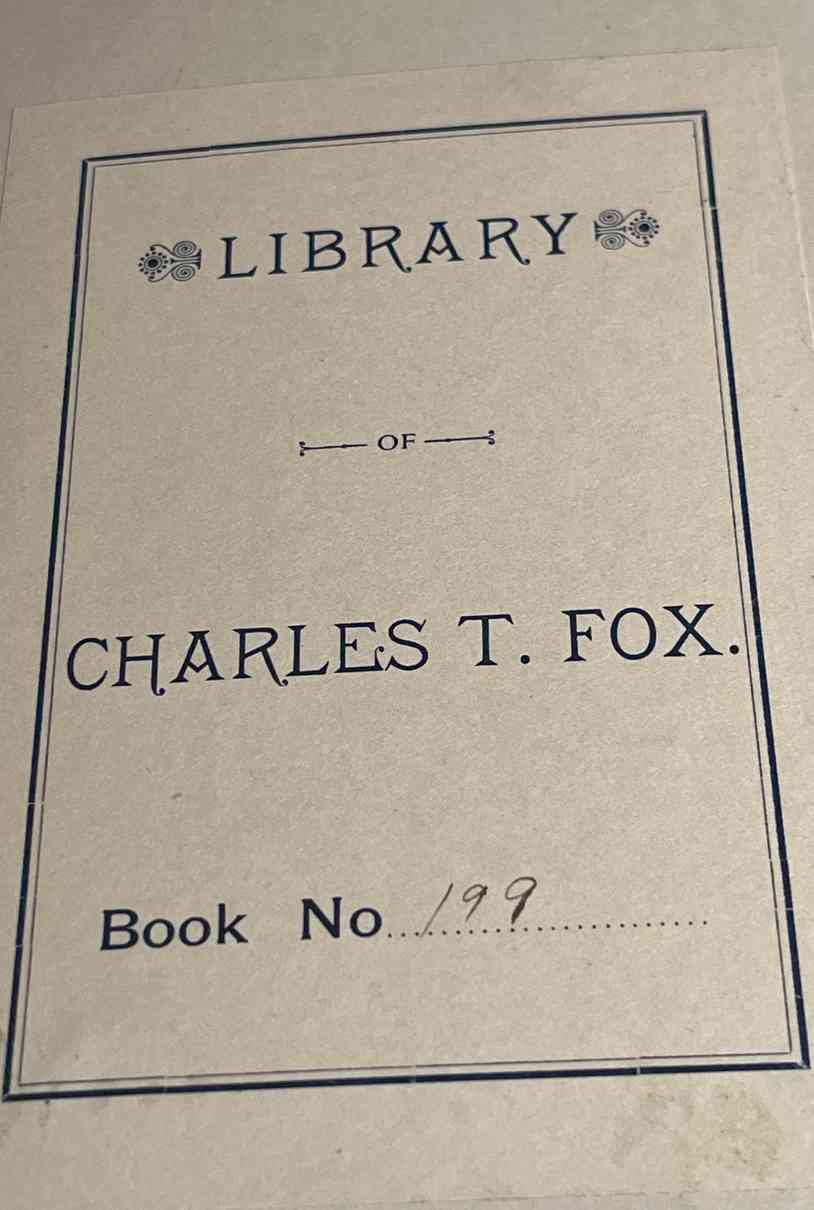 LIBRARY
OF
CHARLES T. FOX.
Book No. 199